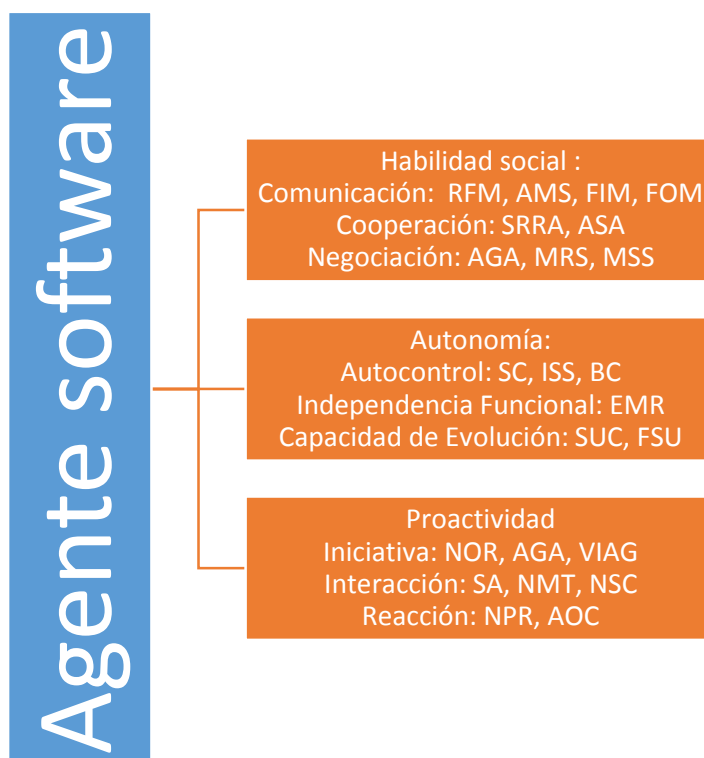 Agente software
Habilidad social :
Comunicación: RFM, AMS, FIM, FOM
Cooperación: SRRA, ASA
Negociación: AGA, MRS, MSS
Autonomía:
Autocontrol: SC, ISS, BC
Independencia Funcional: EMR
Capacidad de Evolución: SUC, FSU
Proactividad
Iniciativa: NOR, AGA, VIAG
Interacción: SA, NMT, NSC
Reacción: NPR, AOC